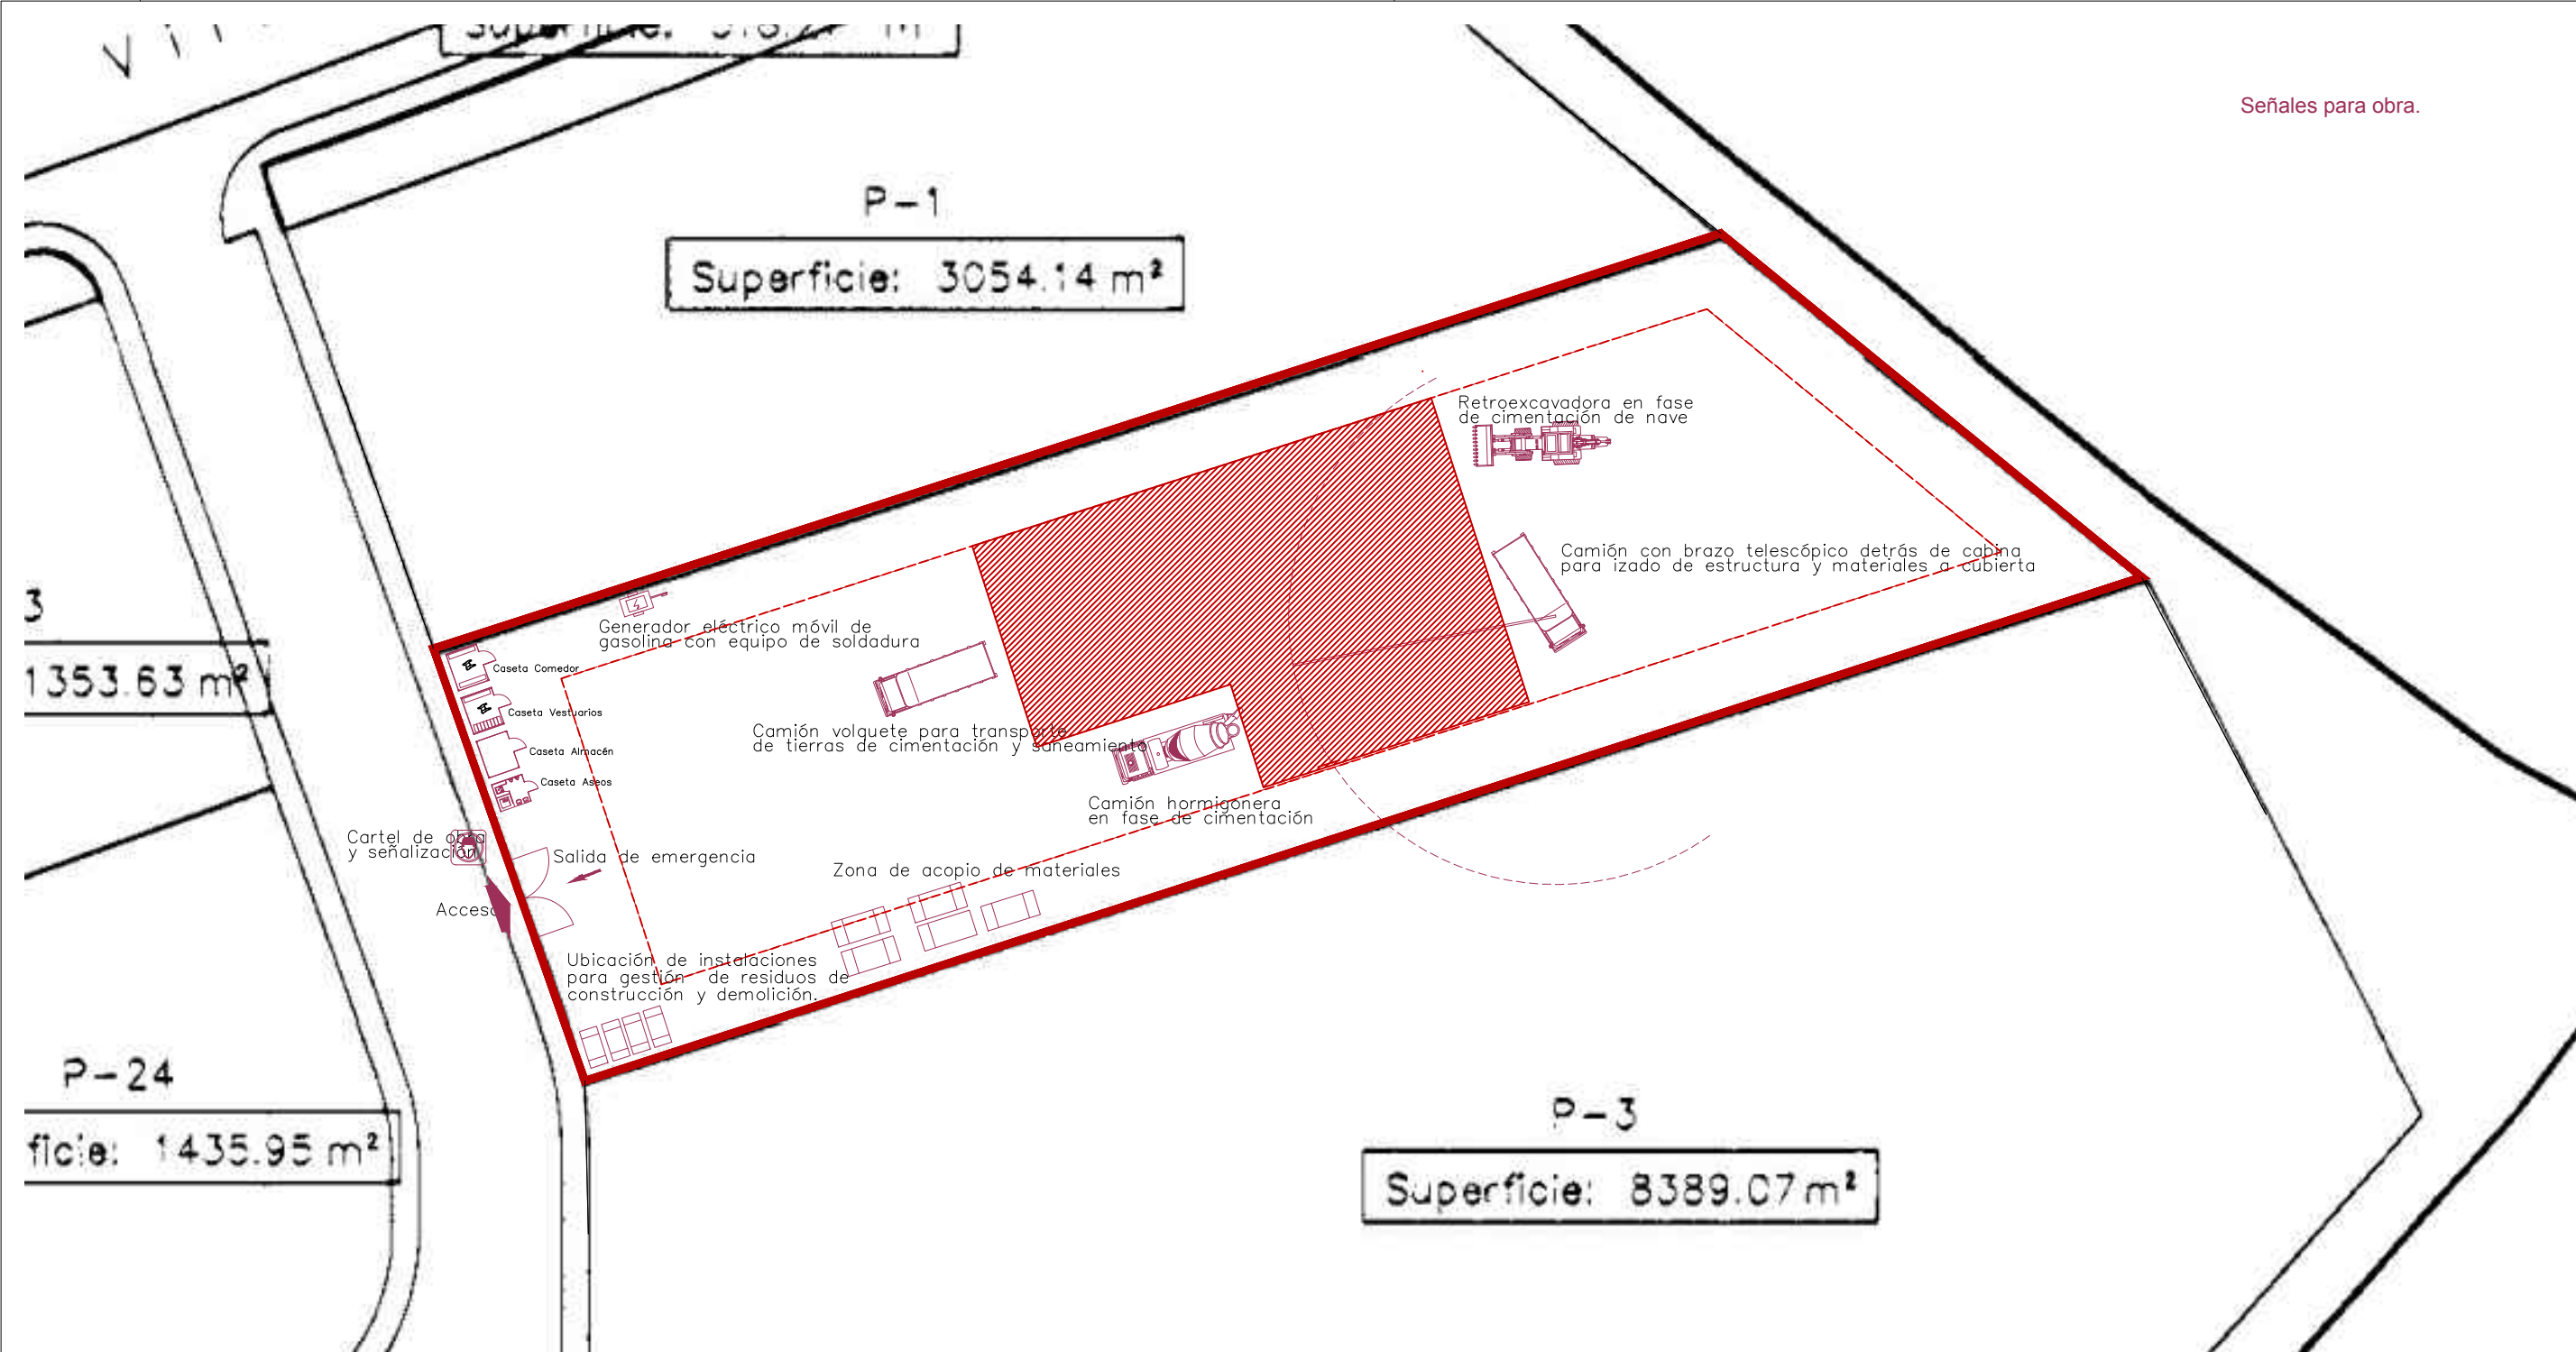 Señales para obra.
P-1
Superficie: 3054.14 m²
Retroexcavadora en fase
de cimentación de nave
Camión con brazo telescópico detrás de cabina
para izado de estructura y materiales a cubierta
Generador eléctrico móvil de
gasolina con equipo de soldadura
3
1353.63 m²
Caseta Comedor
Caseta Vestuarios
Caseta Almacén
Caseta Aseos
Camión volquete para transporte
de tierras de cimentación y saneamiento
Camión hormigonera
en fase de cimentación
Cartel de obra
y señalización
Salida de emergencia
Zona de acopio de materiales
Acceso
Ubicación de instalaciones
para gestión de residuos de
construcción y demolición.
P-24
ficie: 1435.95 m²
P-3
Superficie: 8389.07 m²